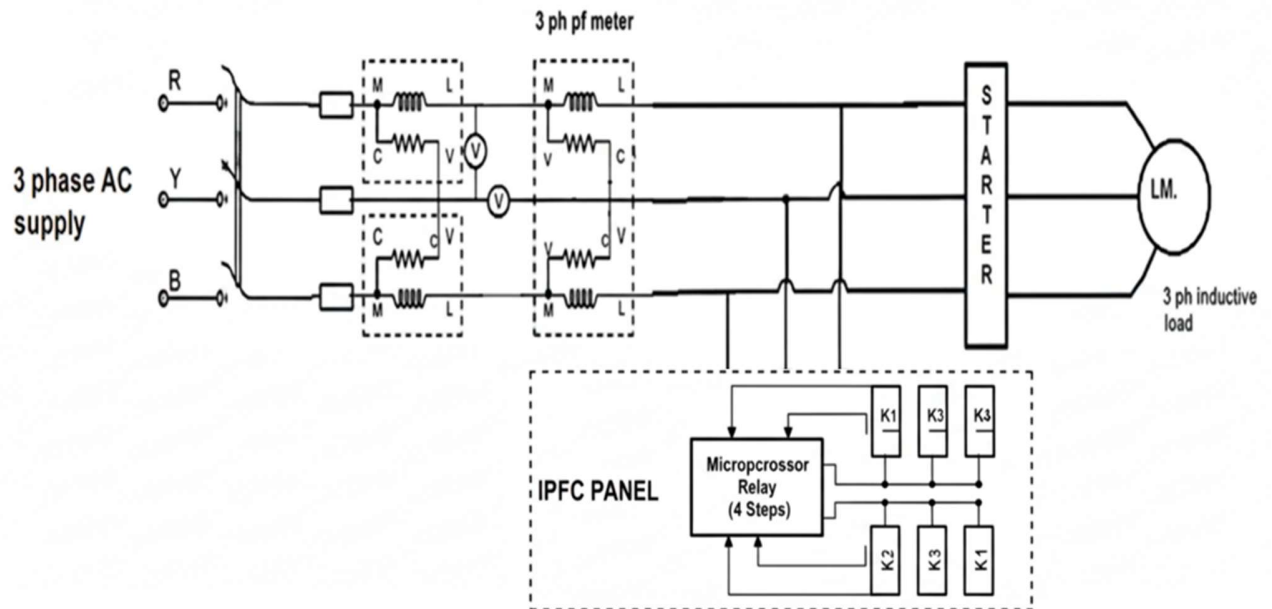 3 ph pf meter
R
M
L
M
L
C
V
V
V
C
3 phase AC
supply
Y
V
C
V
C
V
C
V
B
M
L
M
L
S
T
A
R
T
E
R
LM.
3 ph inductive
load
IPFC PANEL
Micropcrossor
Relay
(4 Steps)
K1
K3
K3
K2
K3
K1